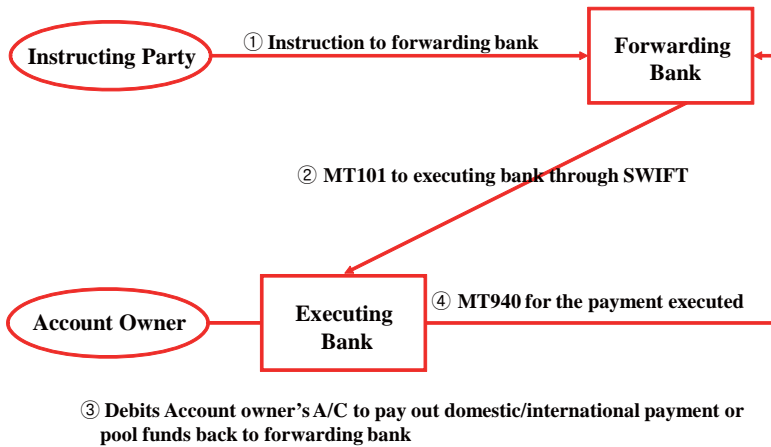 ① Instruction to forwarding bank
Instructing Party
Forwarding
Bank
② MT101 to executing bank through SWIFT
Account Owner
Executing
Bank
④ MT940 for the payment executed
③ Debits Account owner's A/C to pay out domestic/international payment or
pool funds back to forwarding bank